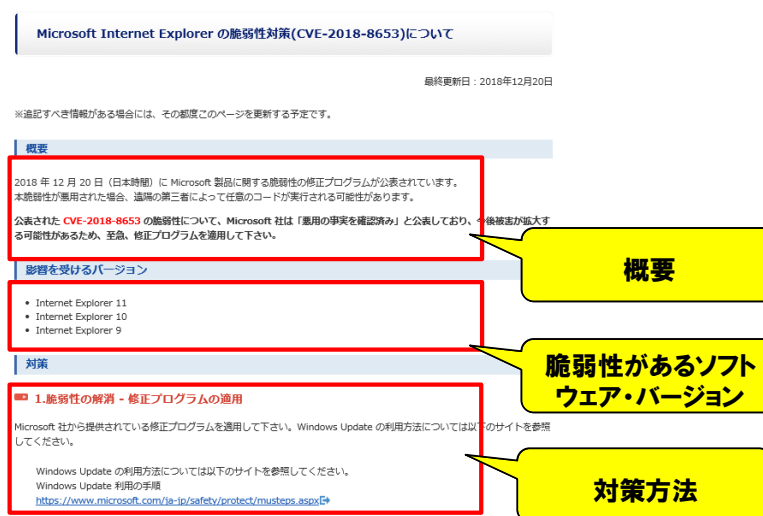 Microsoft Internet Explorer の脆弱性対策(CVE-2018-8653)について
最終更新日：2018年12月20日
※追記すべき情報がある場合には、その都度このページを更新する予定です。
概要
2018 年 12 月 20 日（日本時間）に Microsoft 製品に関する脆弱性の修正プログラムが公表されています。
本脆弱性が悪用された場合、遠隔の第三者によって任意のコードが実行される可能性があります。
公表された CVE-2018-8653 の脆弱性について、Microsoft 社は「悪用の事実を確認済み」と公表しており、今後被害が拡大す
る可能性があるため、至急、修正プログラムを適用して下さい。
概要
影響を受けるバージョン
• Internet Explorer 11
• Internet Explorer 10
• Internet Explorer 9
脆弱性があるソフト
ウェア・バージョン
対策
1.脆弱性の解消 - 修正プログラムの適用
Microsoft 社から提供されている修正プログラムを適用して下さい。Windows Update の利用方法については以下のサイトを参照
してください。
Windows Update の利用方法については以下のサイトを参照してください。
Windows Update 利用の手順
https://www.microsoft.com/ja-jp/safety/protect/musteps.aspx
対策方法